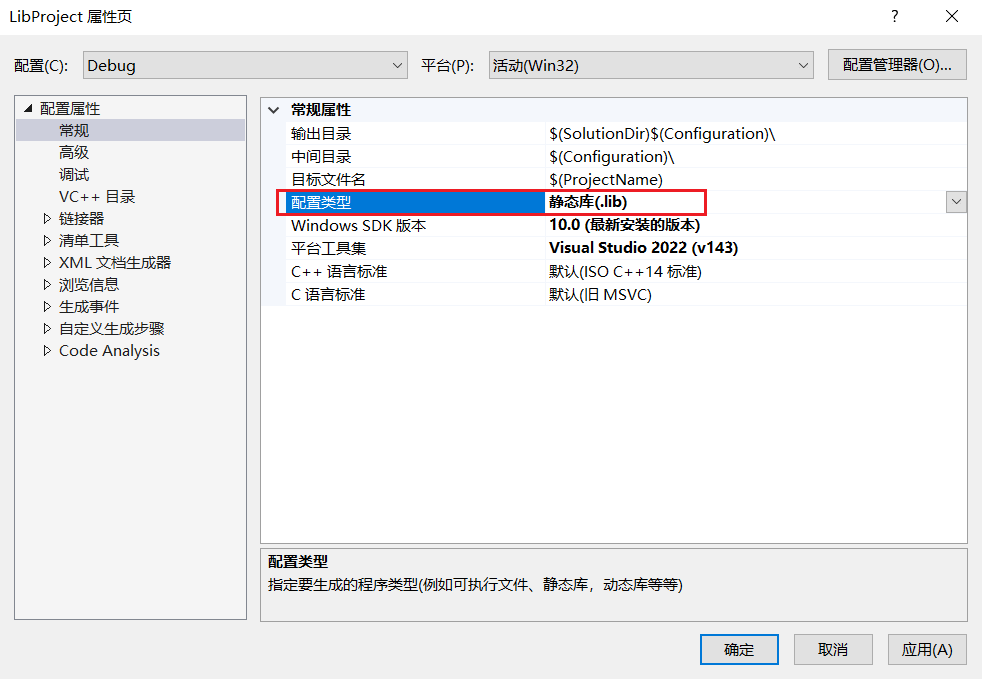 LibProject 属性页
?
配置(C):
Debug
平台(P):
活动(Win32)
配置管理器(O)...
配置属性
常规
高级
调试
VC++ 目录
链接器
清单工具
XML 文档生成器
浏览信息
生成事件
自定义生成步骤
Code Analysis
常规属性
输出目录 $(SolutionDir)$(Configuration)\
中间目录 $(Configuration)\
目标文件名 $(ProjectName)
配置类型 静态库(.lib)
Windows SDK 版本 10.0 (最新安装的版本)
平台工具集 Visual Studio 2022 (v143)
C++ 语言标准 默认(ISO C++14 标准)
C 语言标准 默认(旧 MSVC)
配置类型
指定要生成的程序类型(例如可执行文件、静态库，动态库等等)
确定
取消
应用(A)